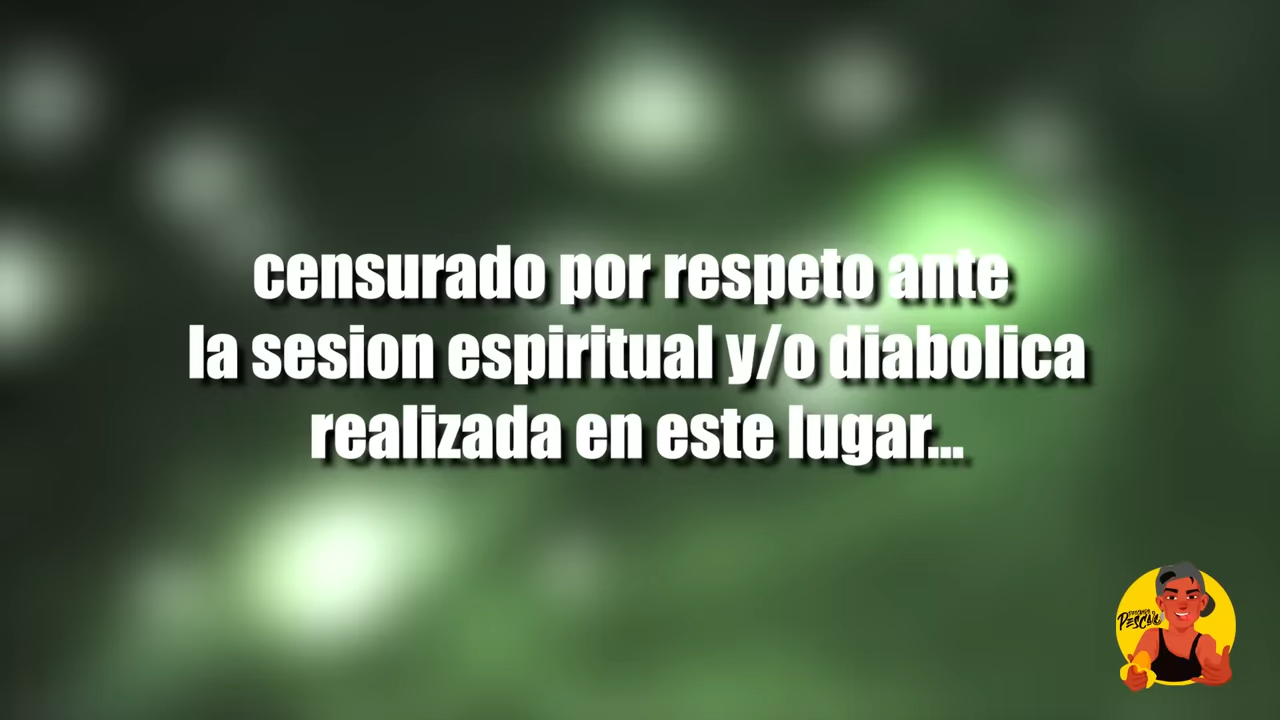 censurado por respeto ante
la sesion espiritual y/o diabolica
realizada en este lugar...